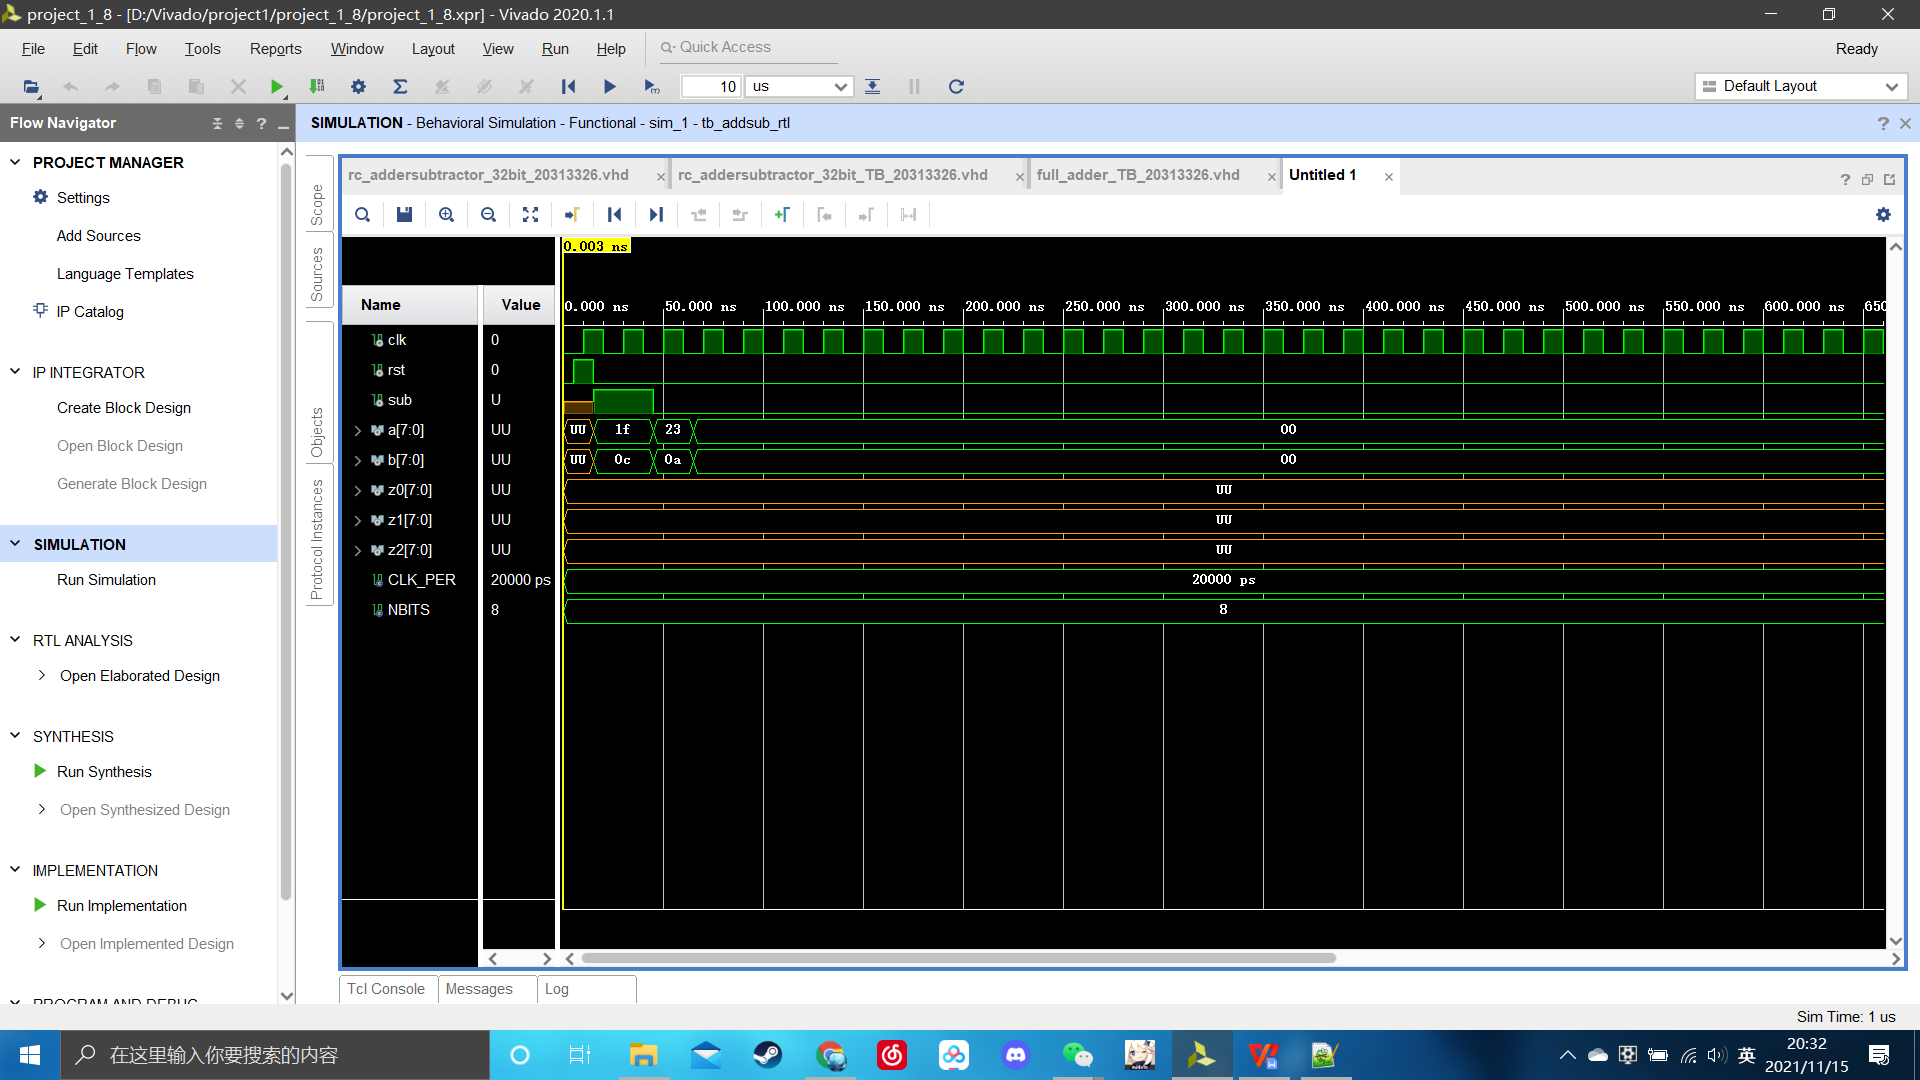 project_1_8 - [D:/Vivado/project1/project_1_8/project_1_8.xpr] - Vivado 2020.1.1
File Edit Flow Tools Reports Window Layout View Run Help Quick Access Ready
10 us Default Layout
Flow Navigator
SIMULATION - Behavioral Simulation - Functional - sim_1 - tb_addsub_rtl
PROJECT MANAGER
Settings
Add Sources
Language Templates
IP Catalog
IP INTEGRATOR
Create Block Design
Open Block Design
Generate Block Design
SIMULATION
Run Simulation
RTL ANALYSIS
Open Elaborated Design
SYNTHESIS
Run Synthesis
Open Synthesized Design
IMPLEMENTATION
Run Implementation
Open Implemented Design
PROGRAM AND DEBUG
Scope
Sources
Objects
Protocol Instances
rc_addersubtractor_32bit_20313326.vhd rc_addersubtractor_32bit_TB_20313326.vhd full_adder_TB_20313326.vhd Untitled 1
0.003 ns
Name Value 0.000 ns 50.000 ns 100.000 ns 150.000 ns 200.000 ns 250.000 ns 300.000 ns 350.000 ns 400.000 ns 450.000 ns 500.000 ns 550.000 ns 600.000 ns 650
clk 0
rst 0
sub U
a[7:0] UU UU 1f 23 00
b[7:0] UU UU 0c 0a 00
z0[7:0] UU UU
z1[7:0] UU UU
z2[7:0] UU UU
CLK_PER 20000 ps 20000 ps
NBITS 8 8
Tcl Console Messages Log
Sim Time: 1 us
在这里输入你要搜索的内容
英
20:32
2021/11/15